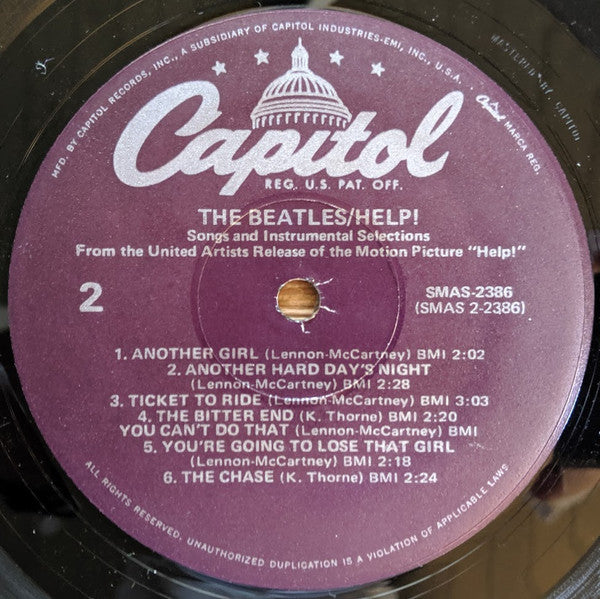 MFD. BY CAPITOL RECORDS, INC., A SUBSIDIARY OF CAPITOL INDUSTRIES-EMI, INC., U.S.A.
Capitol MARCA REG.
MASTERED BY CAPITOL
Capitol
REG. U.S. PAT. OFF.
THE BEATLES/HELP!
Songs and Instrumental Selections
From the United Artists Release of the Motion Picture "Help!"
2
SMAS-2386
(SMAS 2-2386)
1. ANOTHER GIRL (Lennon-McCartney) BMI 2:02
2. ANOTHER HARD DAY'S NIGHT
(Lennon-McCartney) BMI 2:28
3. TICKET TO RIDE (Lennon-McCartney) BMI 3:03
4. THE BITTER END (K. Thorne) BMI 2:20
YOU CAN'T DO THAT (Lennon-McCartney) BMI
5. YOU'RE GOING TO LOSE THAT GIRL
(Lennon-McCartney) BMI 2:18
6. THE CHASE (K. Thorne) BMI 2:24
ALL RIGHTS RESERVED. UNAUTHORIZED DUPLICATION IS A VIOLATION OF APPLICABLE LAWS